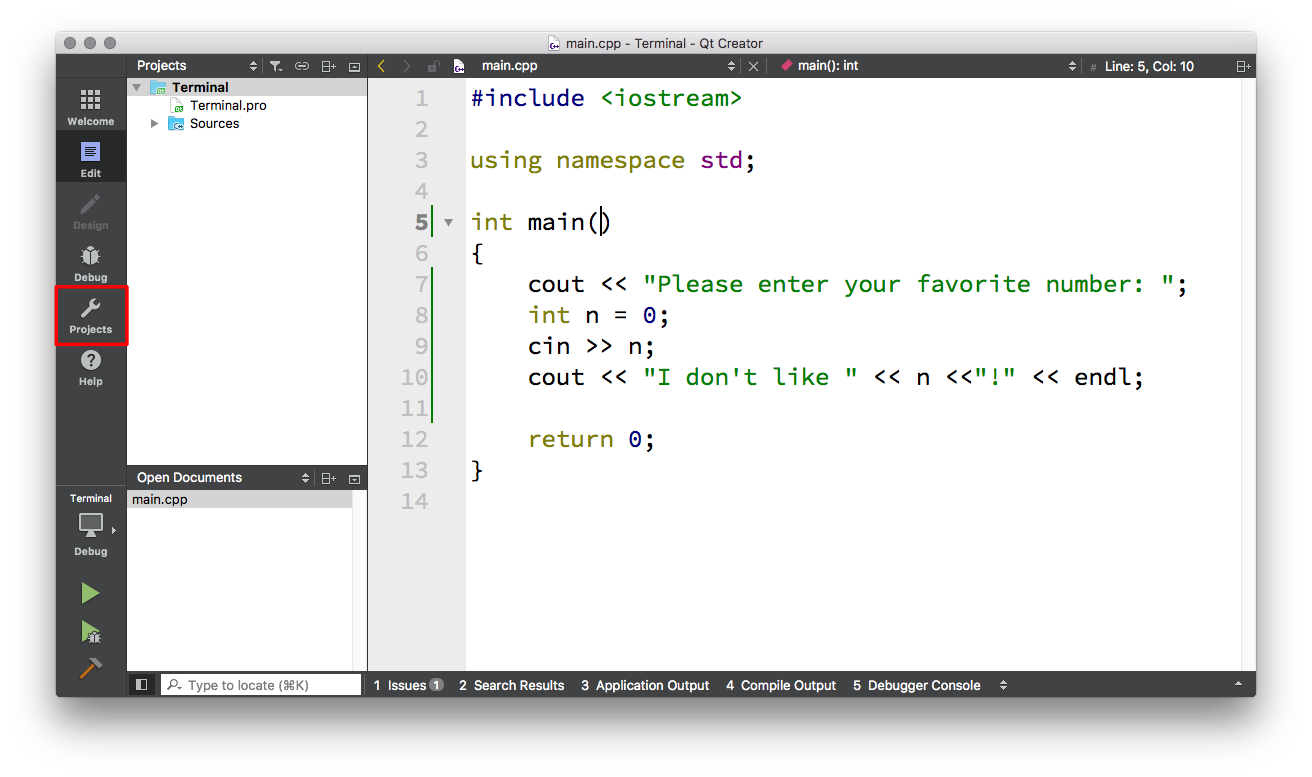 main.cpp - Terminal - Qt Creator
Projects
main.cpp
main(): int
# Line: 5, Col: 10
Welcome
Edit
Design
Debug
Projects
Help
Terminal
Debug
Terminal
Terminal.pro
Sources
Open Documents
main.cpp
1 #include <iostream>
2
3 using namespace std;
4
5 int main()
6 {
7 cout << "Please enter your favorite number: ";
8 int n = 0;
9 cin >> n;
10 cout << "I don't like " << n <<"!" << endl;
11
12 return 0;
13 }
14
Type to locate (⌘K)
1 Issues 1 2 Search Results 3 Application Output 4 Compile Output 5 Debugger Console